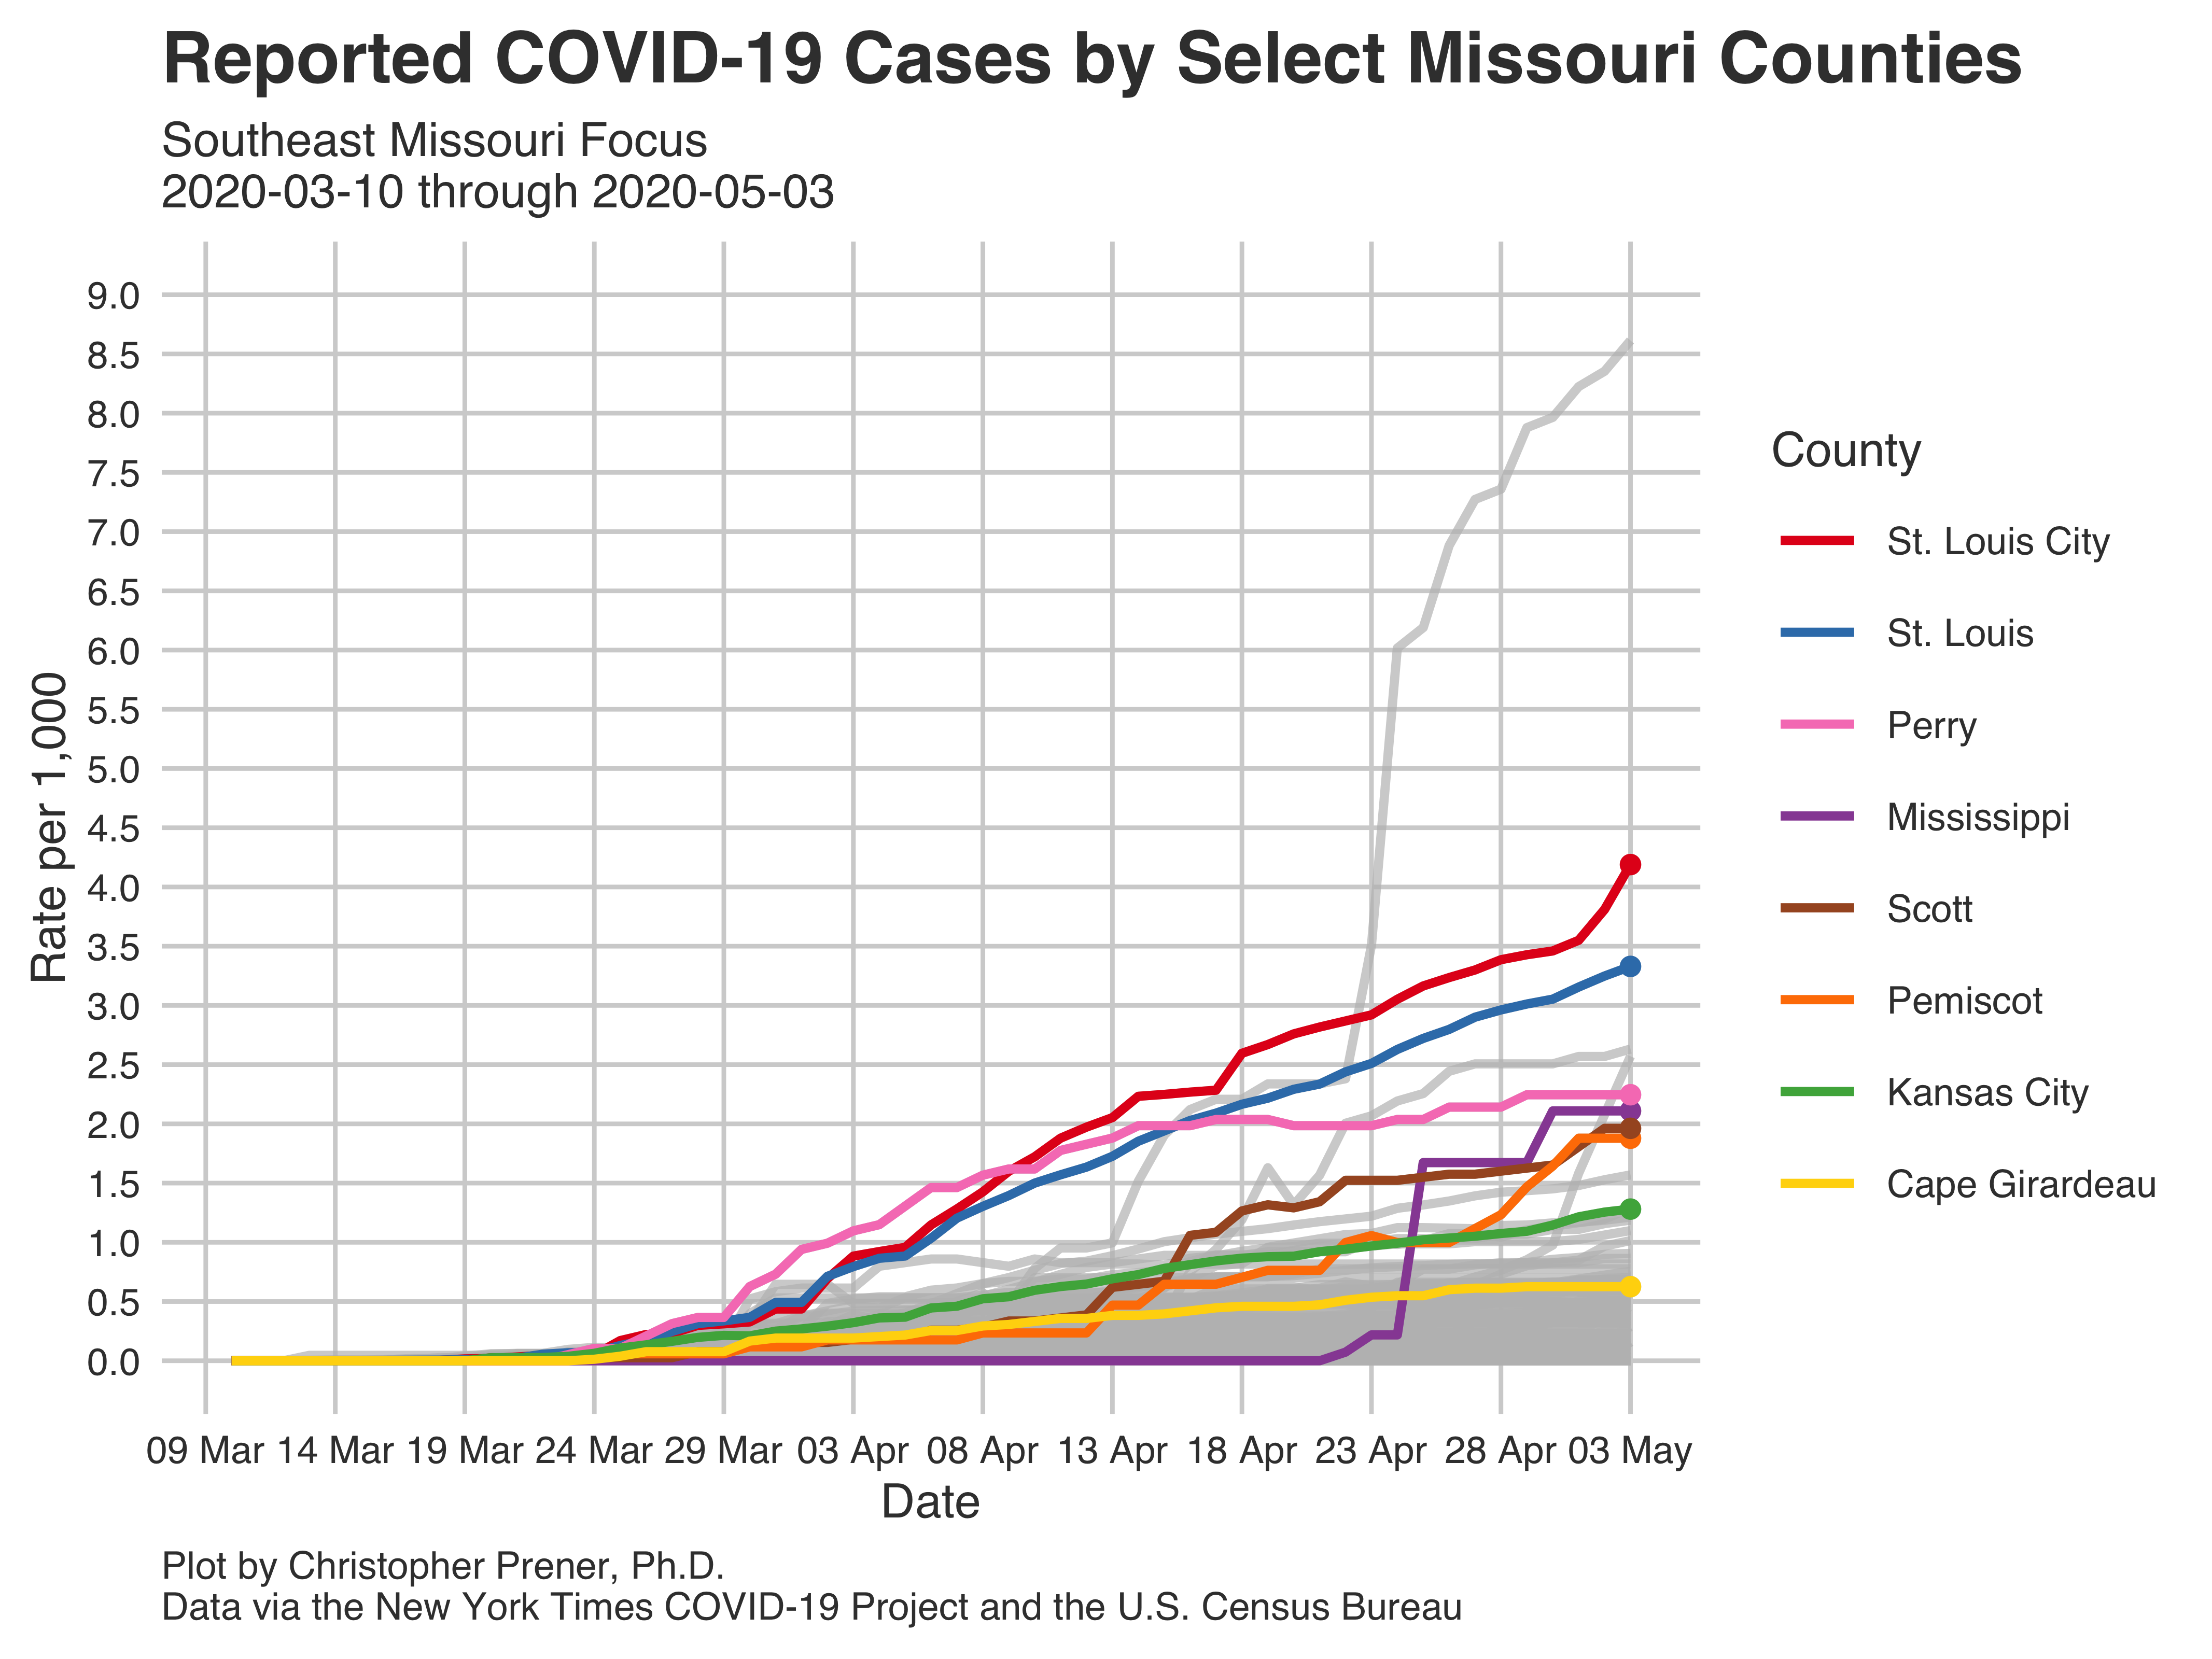 Reported COVID-19 Cases by Select Missouri Counties
Southeast Missouri Focus
2020-03-10 through 2020-05-03
9.0
8.5
8.0
7.5
7.0
6.5
6.0
5.5
5.0
4.5
4.0
3.5
3.0
2.5
2.0
1.5
1.0
0.5
0.0
Rate per 1,000
09 Mar 14 Mar 19 Mar 24 Mar 29 Mar 03 Apr 08 Apr 13 Apr 18 Apr 23 Apr 28 Apr 03 May
Date
County
St. Louis City
St. Louis
Perry
Mississippi
Scott
Pemiscot
Kansas City
Cape Girardeau
Plot by Christopher Prener, Ph.D.
Data via the New York Times COVID-19 Project and the U.S. Census Bureau